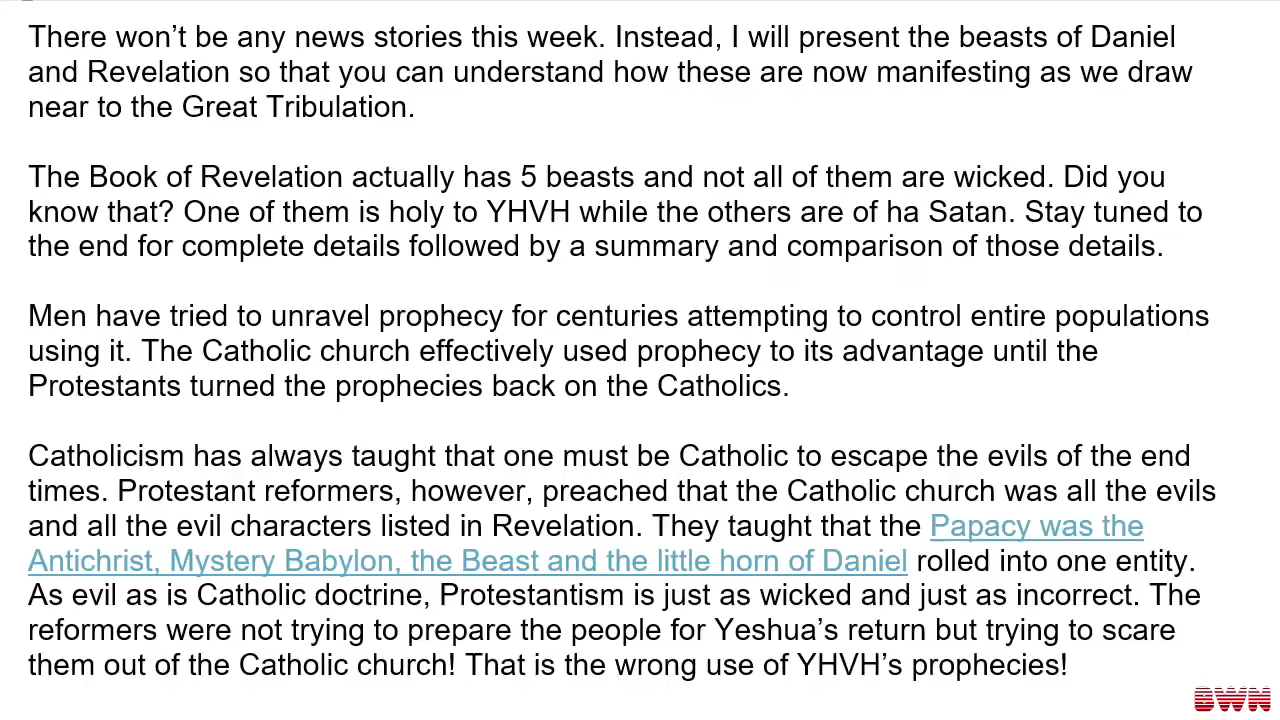 There won’t be any news stories this week. Instead, I will present the beasts of Daniel
and Revelation so that you can understand how these are now manifesting as we draw
near to the Great Tribulation.
The Book of Revelation actually has 5 beasts and not all of them are wicked. Did you
know that? One of them is holy to YHVH while the others are of ha Satan. Stay tuned to
the end for complete details followed by a summary and comparison of those details.
Men have tried to unravel prophecy for centuries attempting to control entire populations
using it. The Catholic church effectively used prophecy to its advantage until the
Protestants turned the prophecies back on the Catholics.
Catholicism has always taught that one must be Catholic to escape the evils of the end
times. Protestant reformers, however, preached that the Catholic church was all the evils
and all the evil characters listed in Revelation. They taught that the Papacy was the
Antichrist, Mystery Babylon, the Beast and the little horn of Daniel rolled into one entity.
As evil as is Catholic doctrine, Protestantism is just as wicked and just as incorrect. The
reformers were not trying to prepare the people for Yeshua’s return but trying to scare
them out of the Catholic church! That is the wrong use of YHVH’s prophecies!
BWN